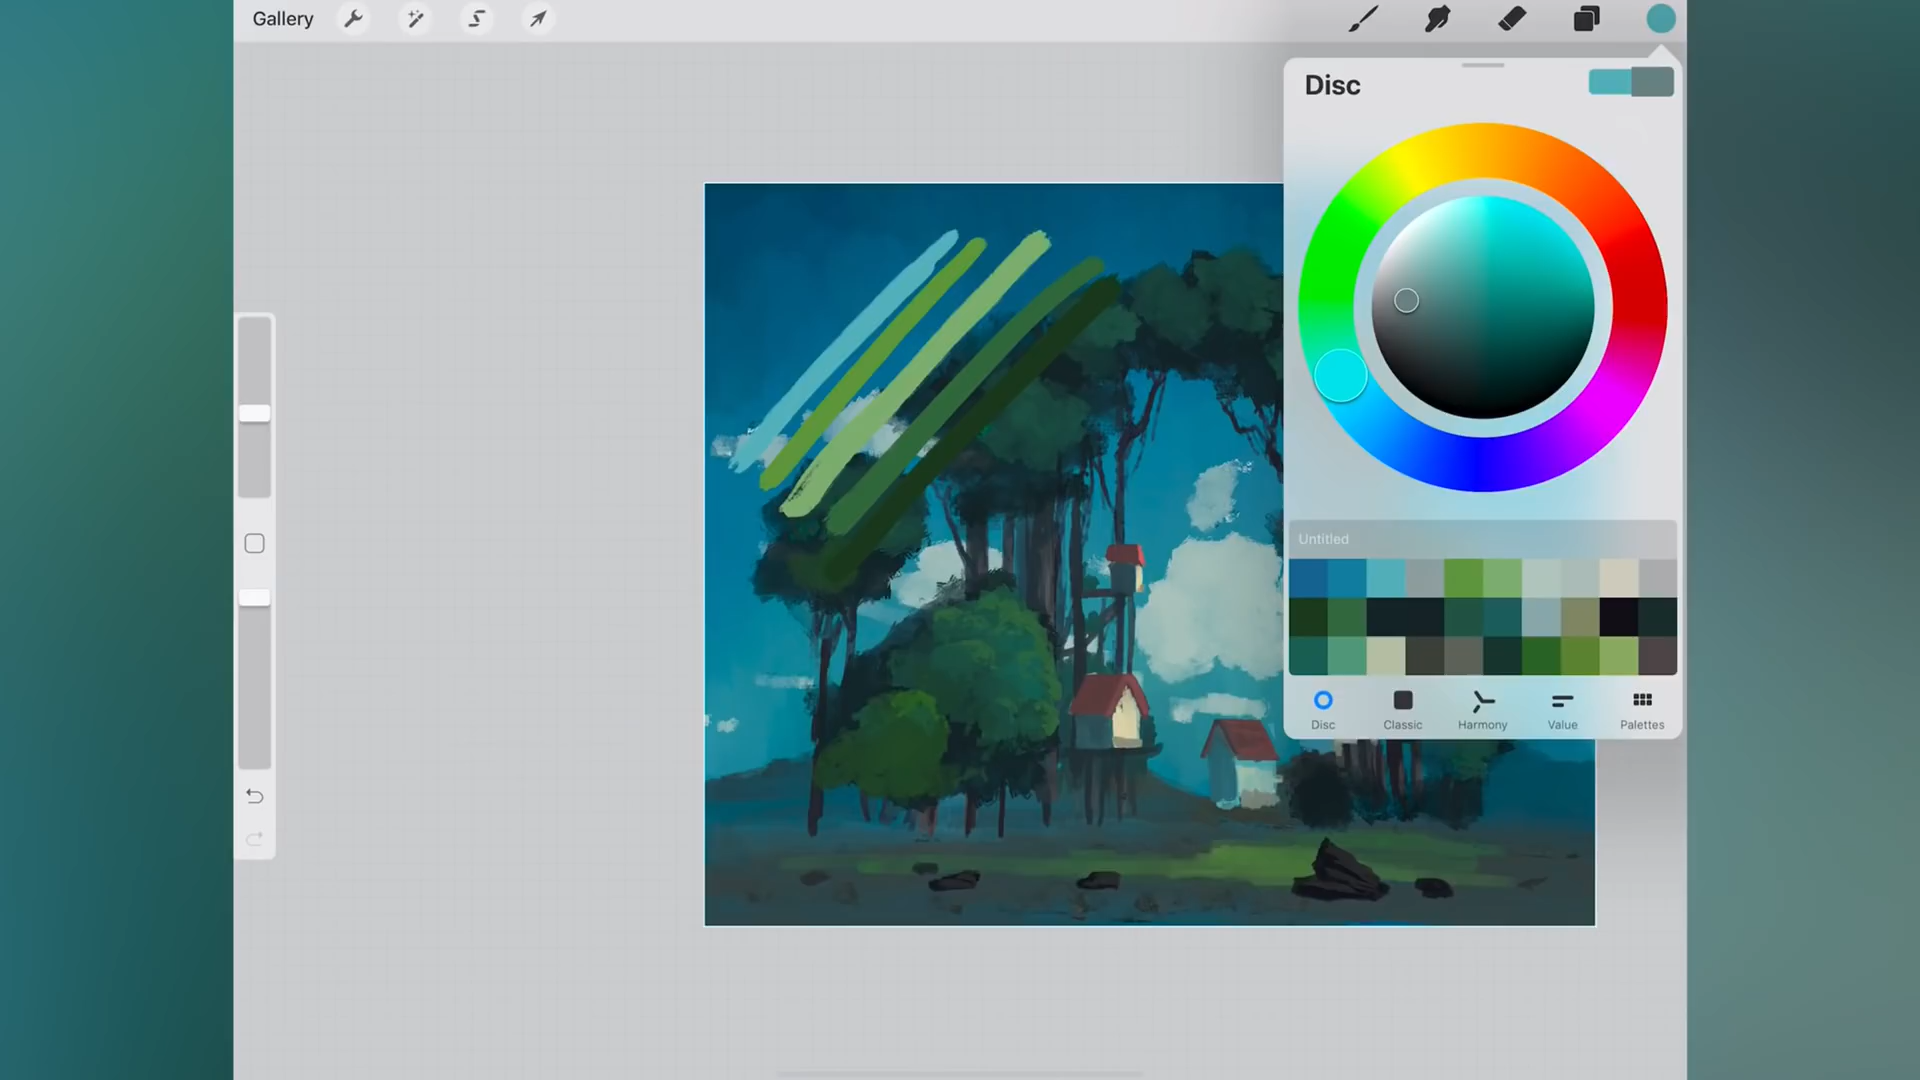 Gallery
Disc
Untitled
Disc
Classic
Harmony
Value
Palettes